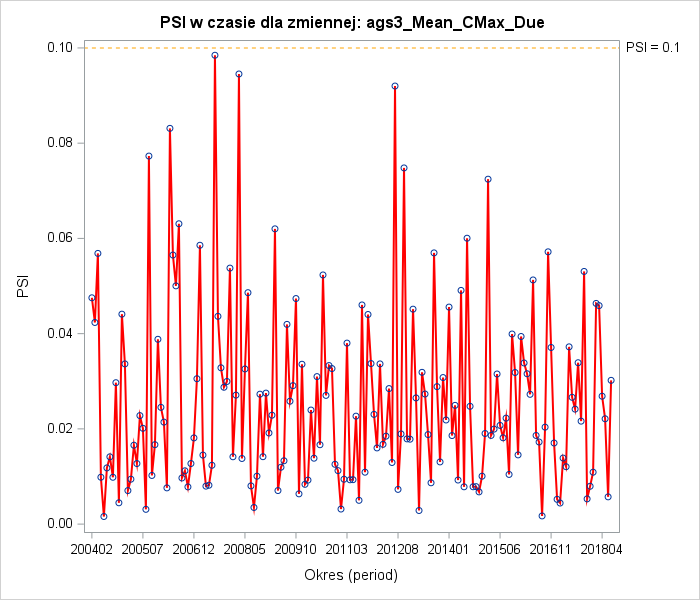 PSI w czasie dla zmiennej: ags3_Mean_CMax_Due
0.10
PSI = 0.1
0.08
0.06
PSI
0.04
0.02
0.00
200402 200507 200612 200805 200910 201103 201208 201401 201506 201611 201804
Okres (period)